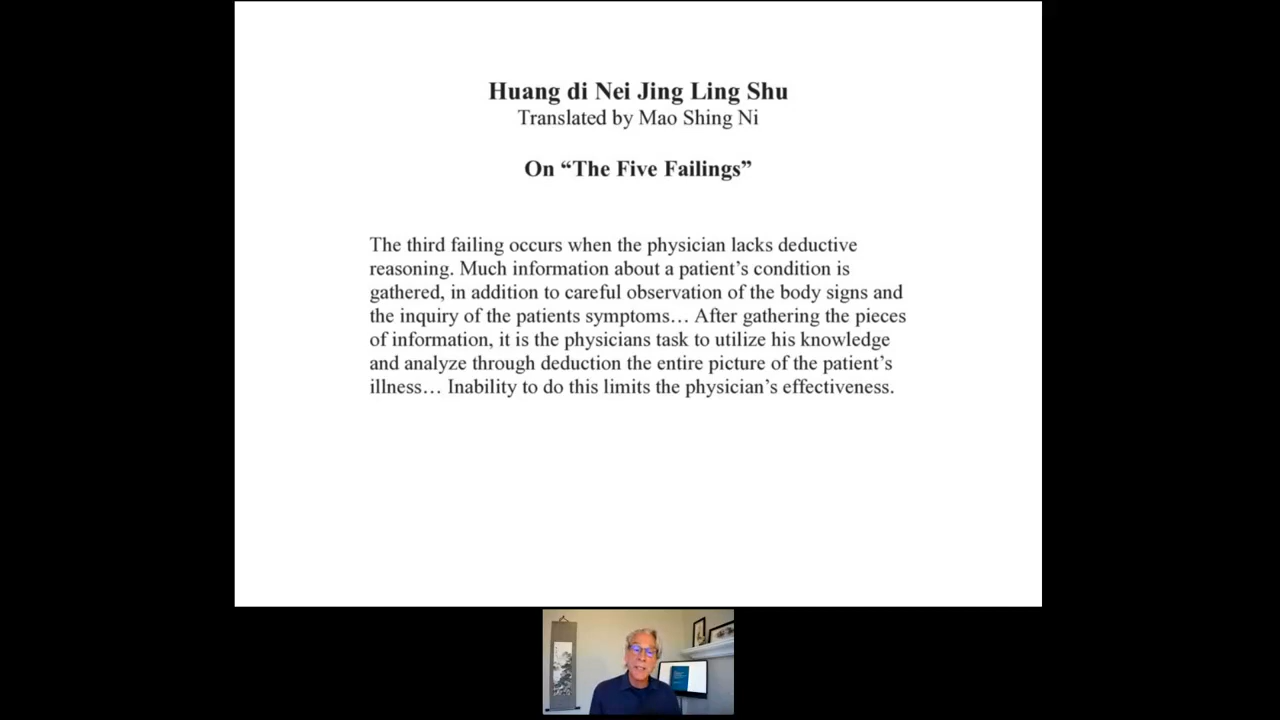 Huang di Nei Jing Ling Shu
Translated by Mao Shing Ni
On “The Five Failings”
The third failing occurs when the physician lacks deductive
reasoning. Much information about a patient’s condition is
gathered, in addition to careful observation of the body signs and
the inquiry of the patients symptoms… After gathering the pieces
of information, it is the physicians task to utilize his knowledge
and analyze through deduction the entire picture of the patient’s
illness… Inability to do this limits the physician’s effectiveness.